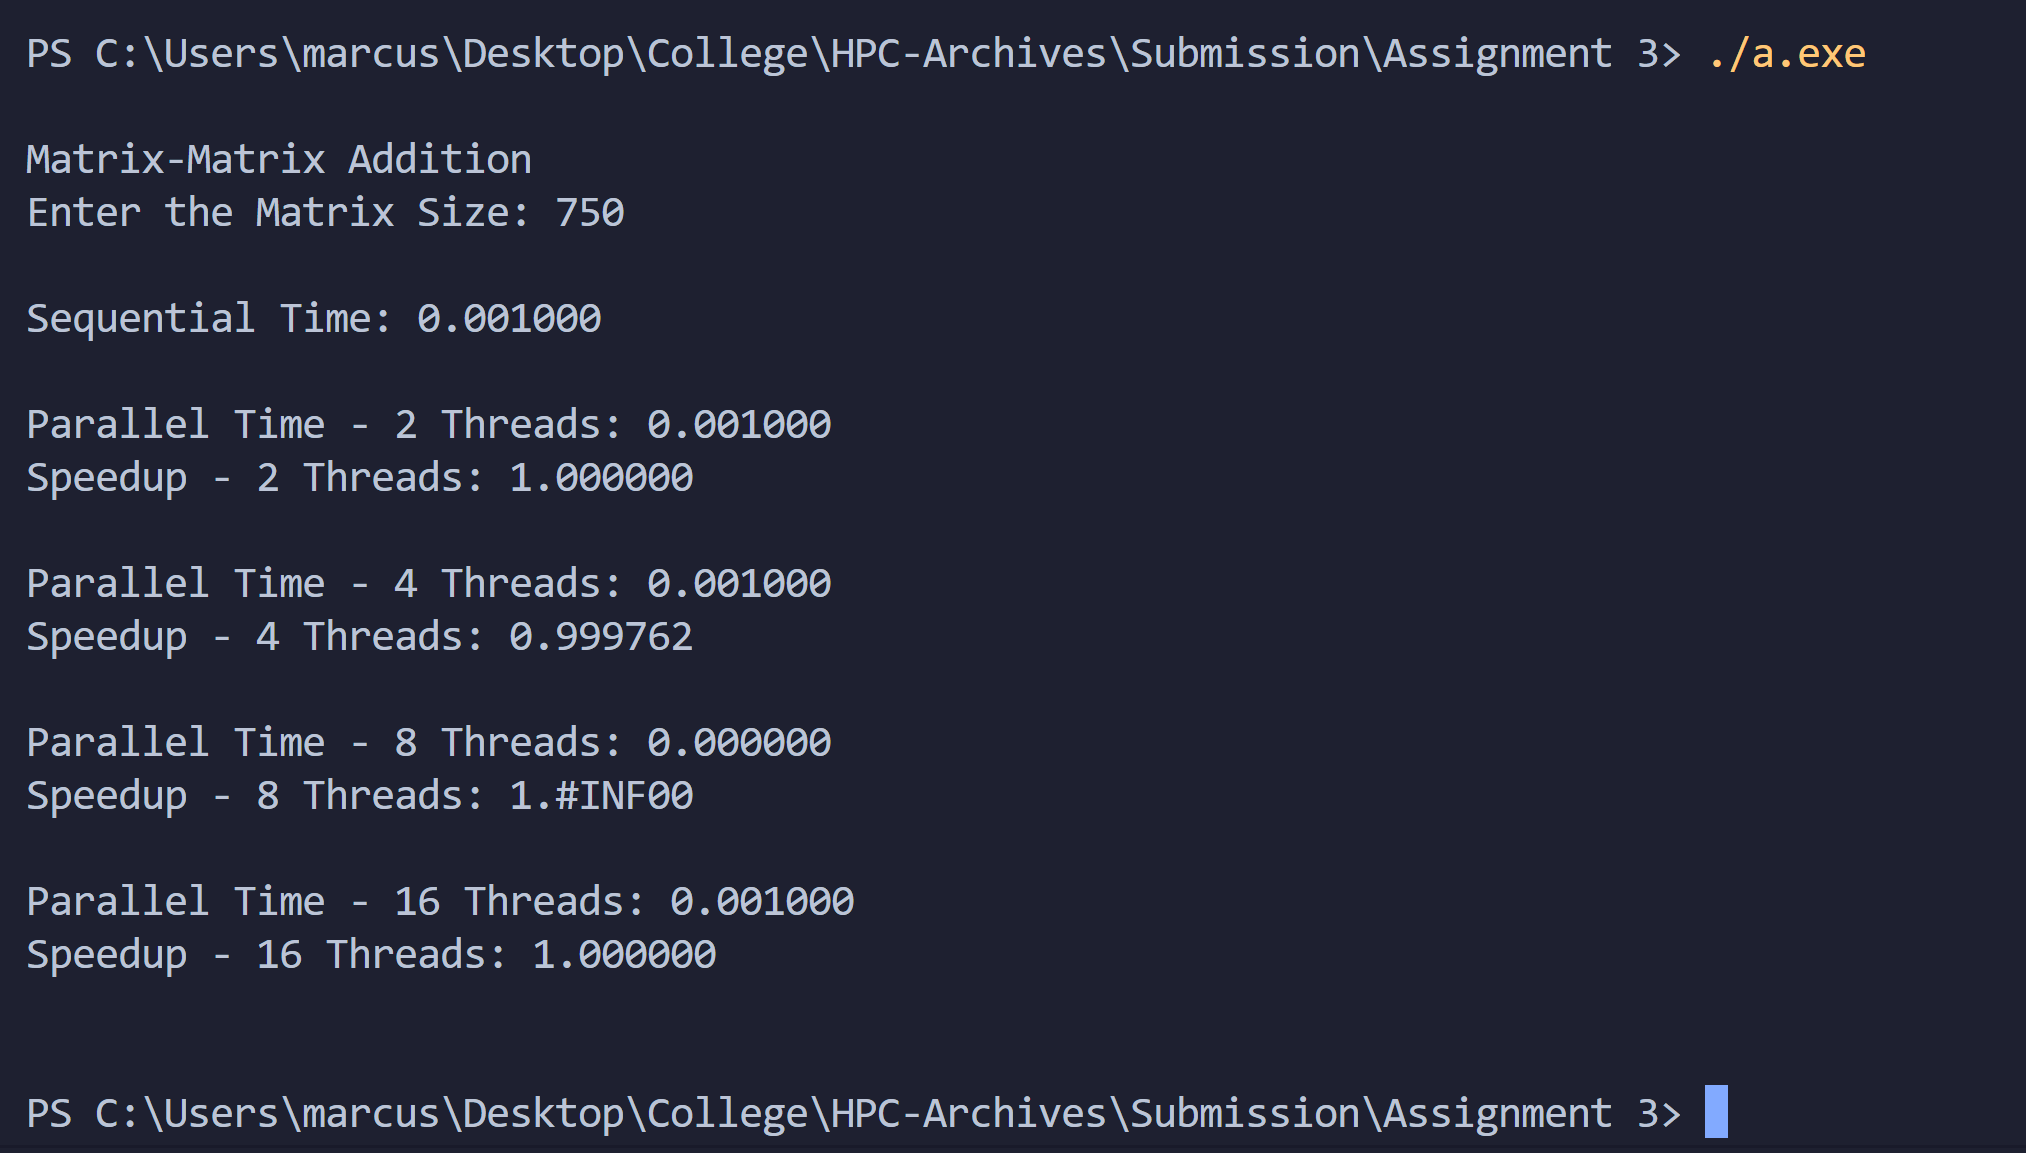 PS C:\Users\marcus\Desktop\College\HPC-Archives\Submission\Assignment 3> ./a.exe
Matrix-Matrix Addition
Enter the Matrix Size: 750
Sequential Time: 0.001000
Parallel Time - 2 Threads: 0.001000
Speedup - 2 Threads: 1.000000
Parallel Time - 4 Threads: 0.001000
Speedup - 4 Threads: 0.999762
Parallel Time - 8 Threads: 0.000000
Speedup - 8 Threads: 1.#INF00
Parallel Time - 16 Threads: 0.001000
Speedup - 16 Threads: 1.000000
PS C:\Users\marcus\Desktop\College\HPC-Archives\Submission\Assignment 3>